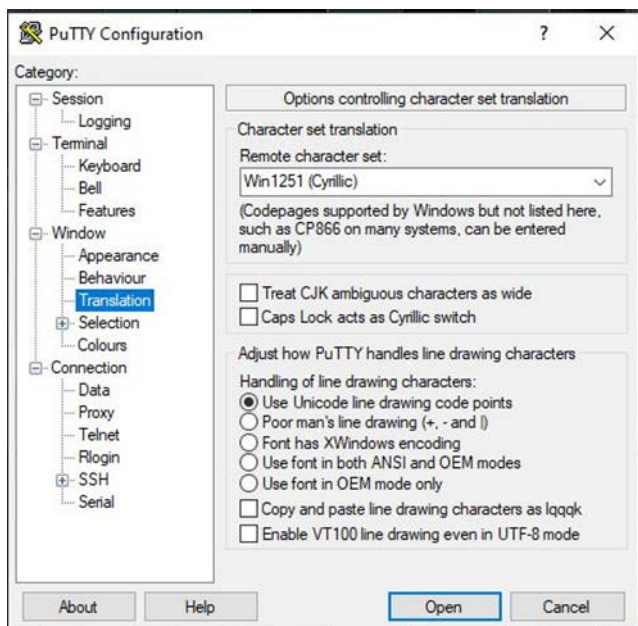 PuTTY Configuration
Category:
Session
Logging
Terminal
Keyboard
Bell
Features
Window
Appearance
Behaviour
Translation
Selection
Colours
Connection
Data
Proxy
Telnet
Rlogin
SSH
Serial
Options controlling character set translation
Character set translation
Remote character set:
Win1251 (Cyrillic)
(Codepages supported by Windows but not listed here,
such as CP866 on many systems, can be entered
manually)
Treat CJK ambiguous characters as wide
Caps Lock acts as Cyrillic switch
Adjust how PuTTY handles line drawing characters
Handling of line drawing characters:
Use Unicode line drawing code points
Poor man's line drawing (+, - and |)
Font has XWindows encoding
Use font in both ANSI and OEM modes
Use font in OEM mode only
Copy and paste line drawing characters as lqqqk
Enable VT100 line drawing even in UTF-8 mode
About
Help
Open
Cancel